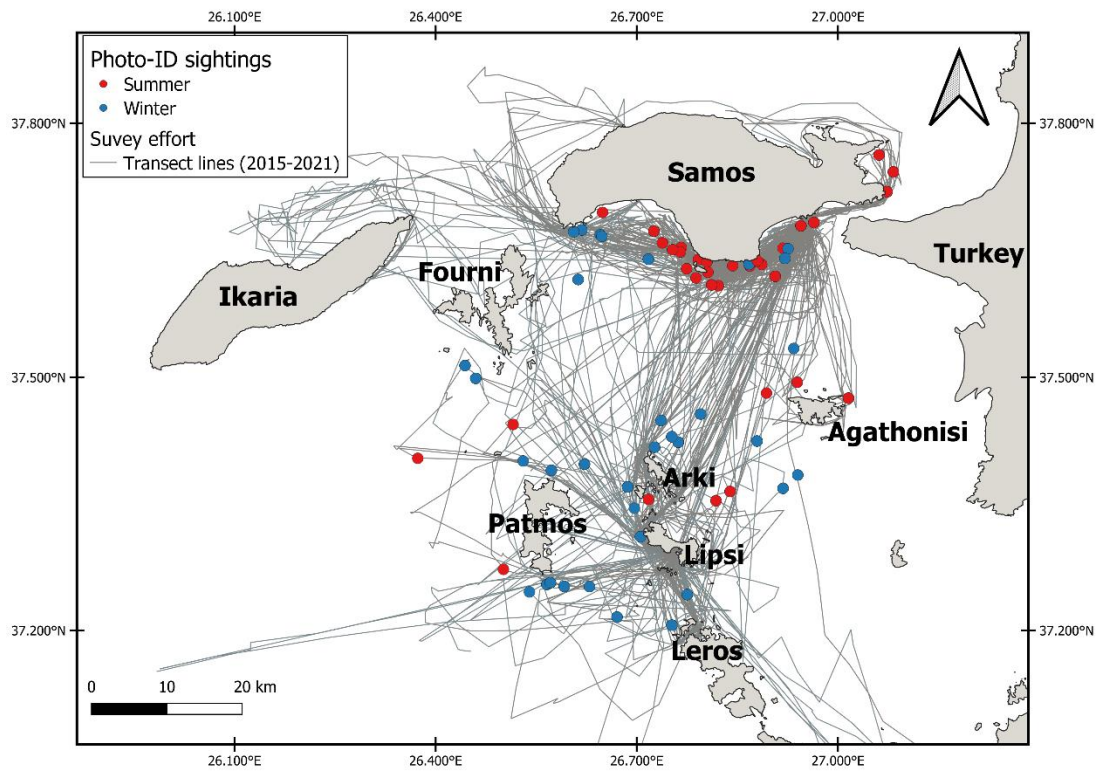 26.100°E 26.400°E 26.700°E 27.000°E
Photo-ID sightings
Summer
Winter
Suvey effort
Transect lines (2015-2021)
37.800°N 37.800°N
Samos
Turkey
Fourni
Ikaria
37.500°N 37.500°N
Agathonisi
Arki
Patmos
Lipsi
37.200°N 37.200°N
Leros
0 10 20 km
26.100°E 26.400°E 26.700°E 27.000°E